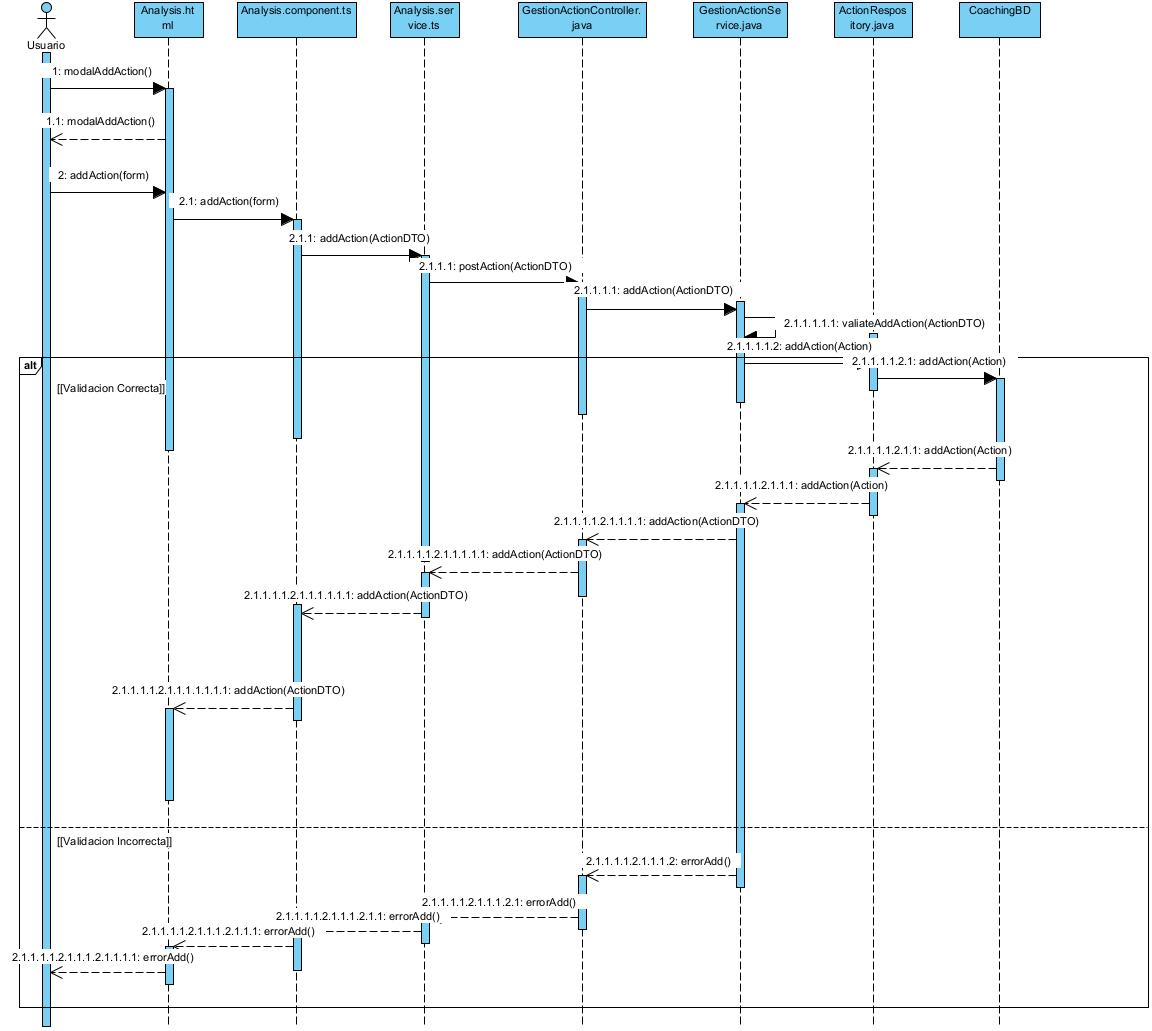 Analysis.ht
ml
Analysis.component.ts
Analysis.ser
vice.ts
GestionActionController.
java
GestionActionSe
rvice.java
ActionRespos
itory.java
CoachingBD
Usuario
1: modalAddAction()
1.1: modalAddAction()
2: addAction(form)
2.1: addAction(form)
2.1.1: addAction(ActionDTO)
2.1.1.1: postAction(ActionDTO)
2.1.1.1.1: addAction(ActionDTO)
2.1.1.1.1.1: valiateAddAction(ActionDTO)
2.1.1.1.1.2: addAction(Action)
2.1.1.1.1.2.1: addAction(Action)
alt
[[Validacion Correcta]]
2.1.1.1.1.2.1.1: addAction(Action)
2.1.1.1.1.2.1.1.1: addAction(Action)
2.1.1.1.1.2.1.1.1.1: addAction(ActionDTO)
2.1.1.1.1.2.1.1.1.1.1: addAction(ActionDTO)
2.1.1.1.1.2.1.1.1.1.1.1: addAction(ActionDTO)
2.1.1.1.1.2.1.1.1.1.1.1.1: addAction(ActionDTO)
[[Validacion Incorrecta]]
2.1.1.1.1.2.1.1.1.2: errorAdd()
2.1.1.1.1.2.1.1.1.2.1: errorAdd()
2.1.1.1.1.2.1.1.1.2.1.1: errorAdd()
2.1.1.1.1.2.1.1.1.2.1.1.1: errorAdd()
2.1.1.1.1.2.1.1.1.2.1.1.1.1: errorAdd()